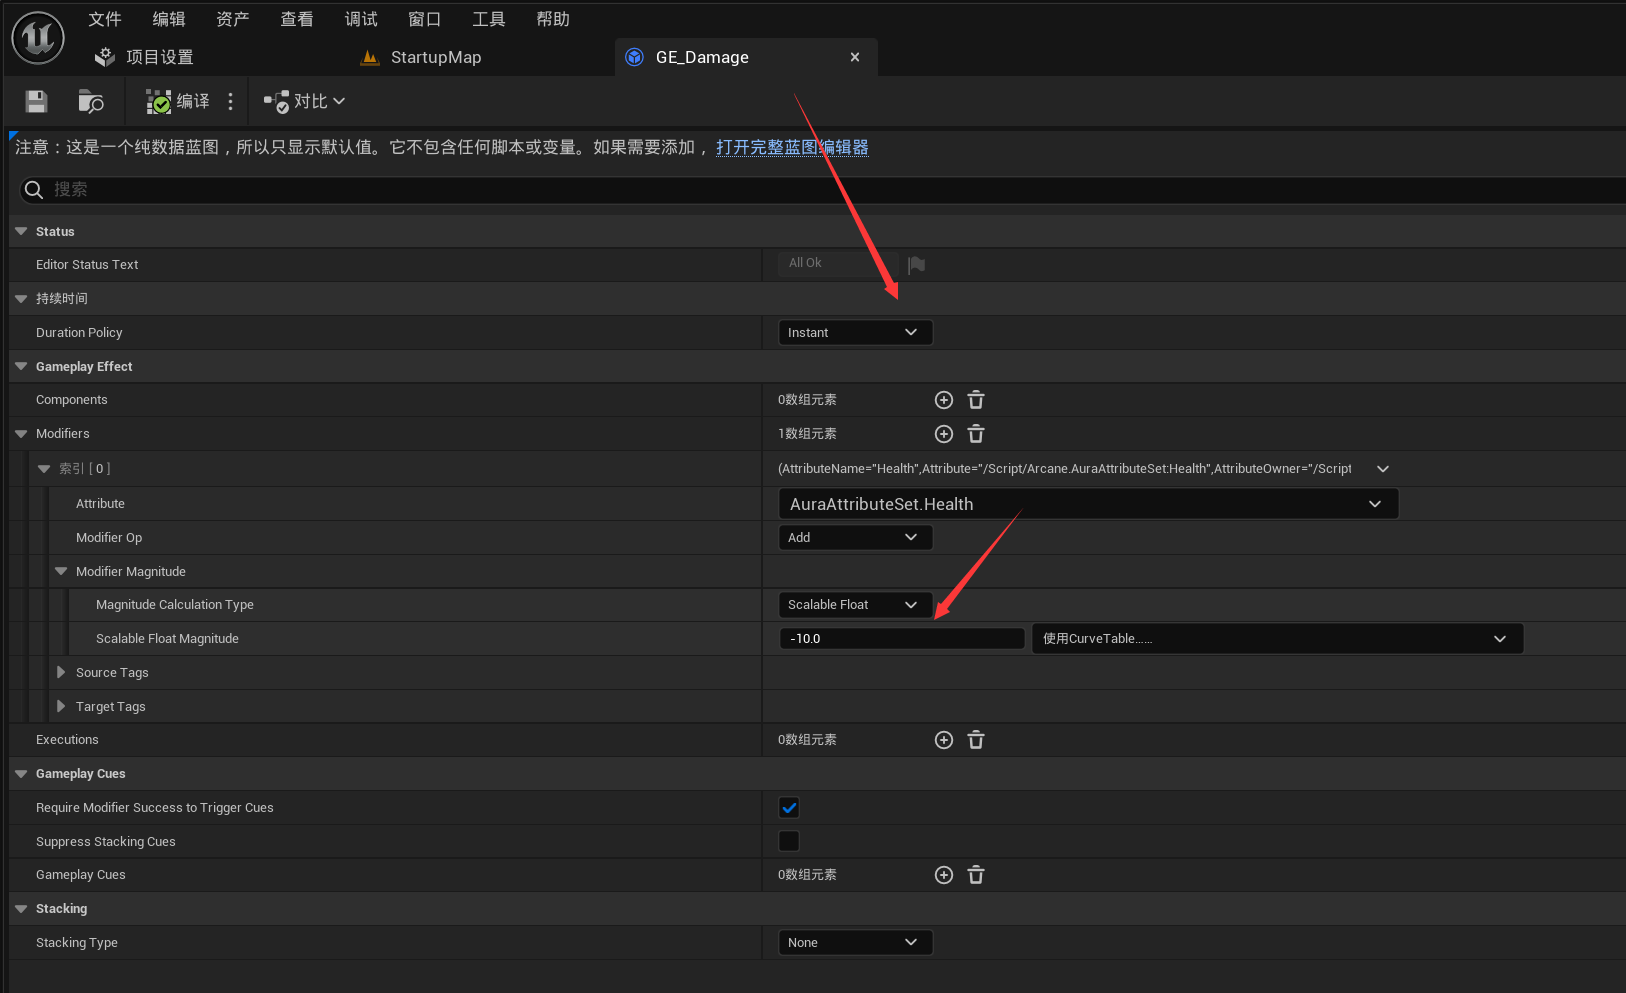 文件 编辑 资产 查看 调试 窗口 工具 帮助
项目设置 StartupMap GE_Damage
编译 对比
注意：这是一个纯数据蓝图，所以只显示默认值。它不包含任何脚本或变量。如果需要添加，打开完整蓝图编辑器
搜索
Status
Editor Status Text All Ok
持续时间
Duration Policy Instant
Gameplay Effect
Components 0数组元素
Modifiers 1数组元素
索引 [ 0 ] (AttributeName="Health",Attribute="/Script/Arcane.AuraAttributeSet:Health",AttributeOwner="/Script
Attribute AuraAttributeSet.Health
Modifier Op Add
Modifier Magnitude
Magnitude Calculation Type Scalable Float
Scalable Float Magnitude -10.0 使用CurveTable……
Source Tags
Target Tags
Executions 0数组元素
Gameplay Cues
Require Modifier Success to Trigger Cues
Suppress Stacking Cues
Gameplay Cues 0数组元素
Stacking
Stacking Type None